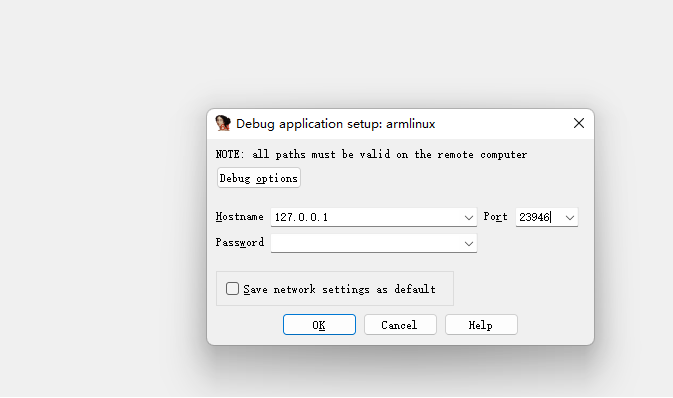 Debug application setup: armlinux
NOTE: all paths must be valid on the remote computer
Debug options
Hostname 127.0.0.1 Port 23946
Password
Save network settings as default
OK Cancel Help